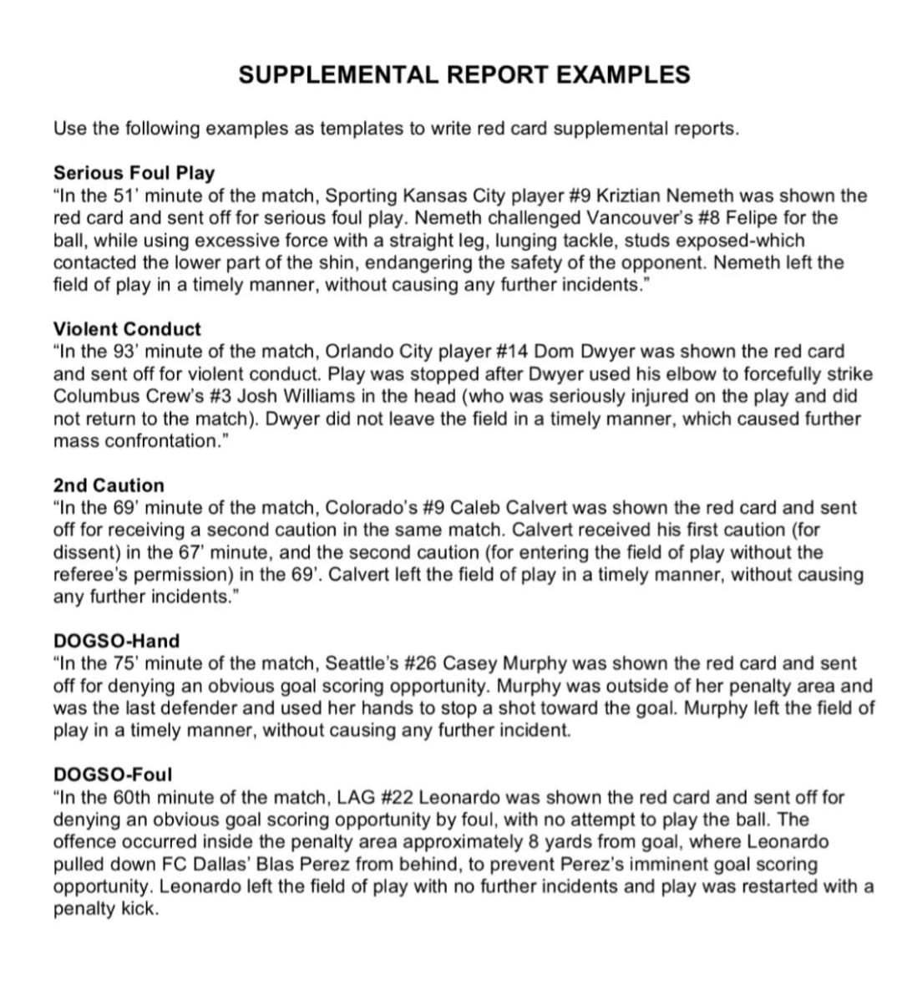 SUPPLEMENTAL REPORT EXAMPLES
Use the following examples as templates to write red card supplemental reports.
Serious Foul Play
“In the 51’ minute of the match, Sporting Kansas City player #9 Kriztian Nemeth was shown the
red card and sent off for serious foul play. Nemeth challenged Vancouver’s #8 Felipe for the
ball, while using excessive force with a straight leg, lunging tackle, studs exposed-which
contacted the lower part of the shin, endangering the safety of the opponent. Nemeth left the
field of play in a timely manner, without causing any further incidents.”
Violent Conduct
“In the 93’ minute of the match, Orlando City player #14 Dom Dwyer was shown the red card
and sent off for violent conduct. Play was stopped after Dwyer used his elbow to forcefully strike
Columbus Crew’s #3 Josh Williams in the head (who was seriously injured on the play and did
not return to the match). Dwyer did not leave the field in a timely manner, which caused further
mass confrontation.”
2nd Caution
“In the 69’ minute of the match, Colorado’s #9 Caleb Calvert was shown the red card and sent
off for receiving a second caution in the same match. Calvert received his first caution (for
dissent) in the 67’ minute, and the second caution (for entering the field of play without the
referee’s permission) in the 69’. Calvert left the field of play in a timely manner, without causing
any further incidents.”
DOGSO-Hand
“In the 75’ minute of the match, Seattle’s #26 Casey Murphy was shown the red card and sent
off for denying an obvious goal scoring opportunity. Murphy was outside of her penalty area and
was the last defender and used her hands to stop a shot toward the goal. Murphy left the field of
play in a timely manner, without causing any further incident.
DOGSO-Foul
“In the 60th minute of the match, LAG #22 Leonardo was shown the red card and sent off for
denying an obvious goal scoring opportunity by foul, with no attempt to play the ball. The
offence occurred inside the penalty area approximately 8 yards from goal, where Leonardo
pulled down FC Dallas’ Blas Perez from behind, to prevent Perez’s imminent goal scoring
opportunity. Leonardo left the field of play with no further incidents and play was restarted with a
penalty kick.